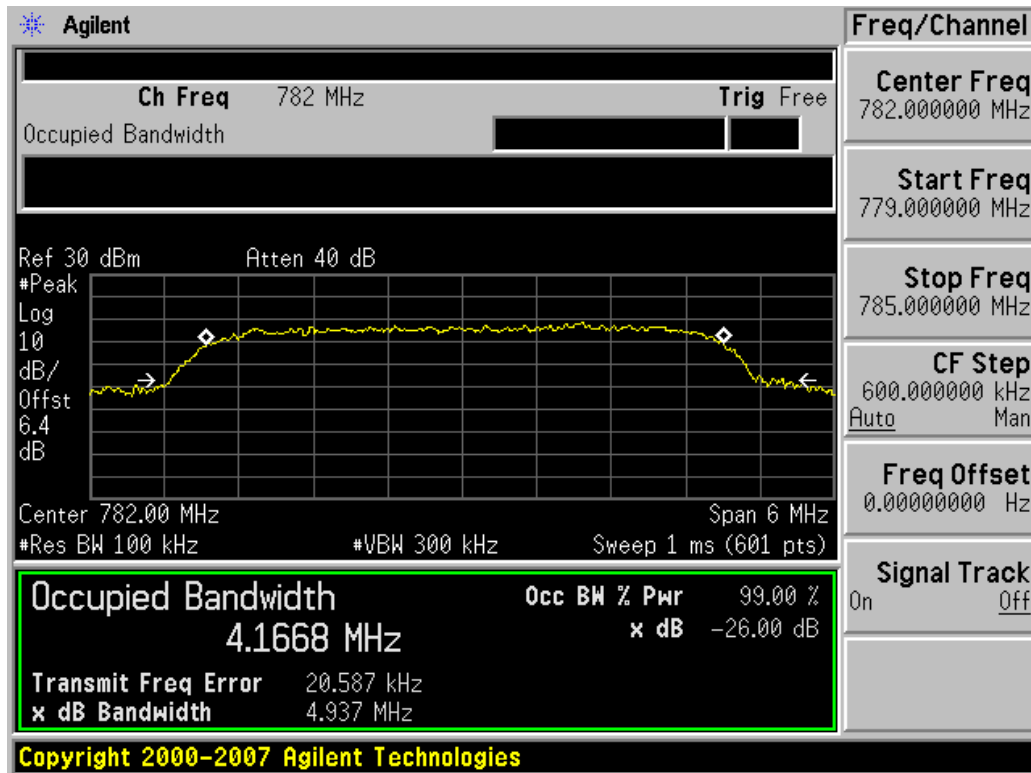 Agilent
Freq/Channel
Ch Freq 782 MHz Trig Free
Occupied Bandwidth
Center Freq
782.000000 MHz
Start Freq
779.000000 MHz
Stop Freq
785.000000 MHz
CF Step
600.000000 kHz
Auto Man
Freq Offset
0.00000000 Hz
Signal Track
On Off
Ref 30 dBm Atten 40 dB
#Peak
Log
10
dB/
Offst
6.4
dB
Center 782.00 MHz Span 6 MHz
#Res BW 100 kHz #VBW 300 kHz Sweep 1 ms (601 pts)
Occupied Bandwidth Occ BW % Pwr 99.00 %
4.1668 MHz x dB -26.00 dB
Transmit Freq Error 20.587 kHz
x dB Bandwidth 4.937 MHz
Copyright 2000-2007 Agilent Technologies